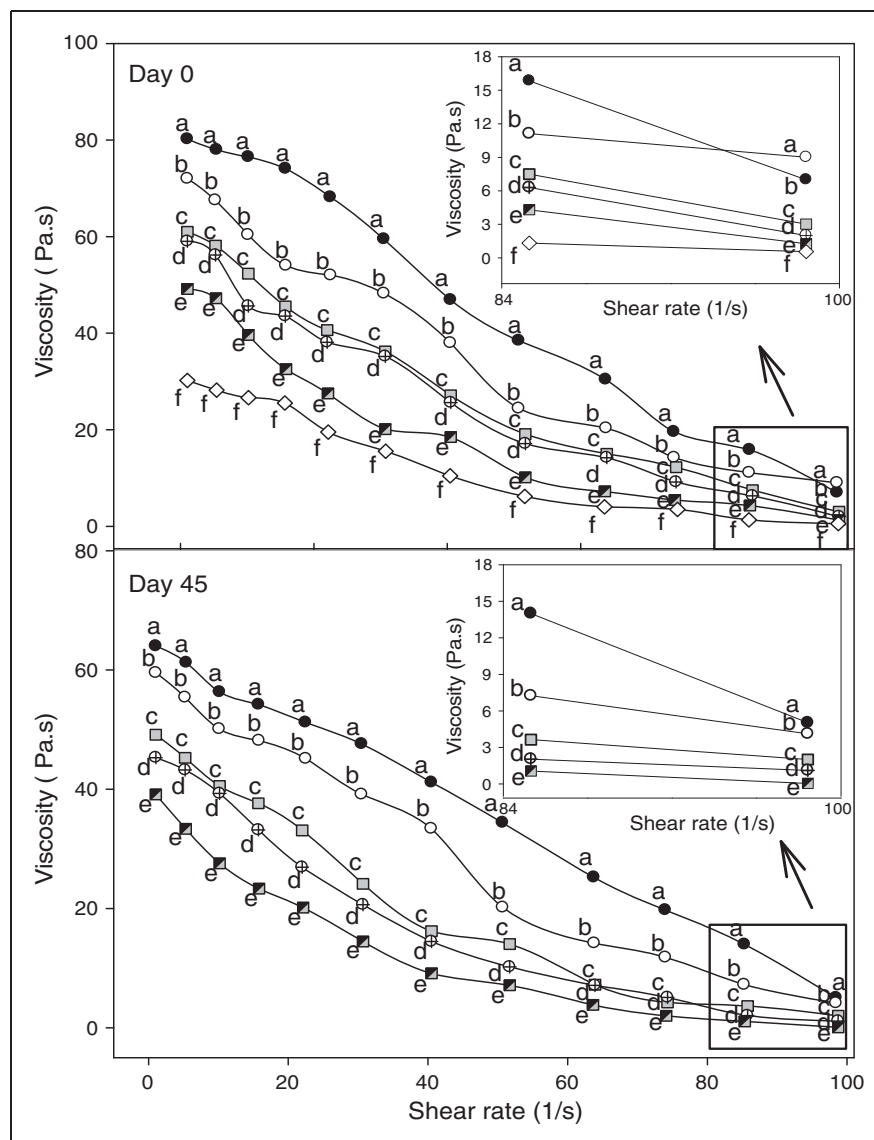 Day 0
Viscosity ( Pa.s)
100
80
60
40
20
0
a a a a a a a a a a a a
b b b b b b b b b b b b
c c c c c c c c c c c c
d d d d d d d d d d d d
e e e e e e e e e e e e
f f f f f f f f f f f f
Viscosity (Pa.s)
18
15
12
9
6
3
0
a a
b b
c c
d d
e e
f f
84 100
Shear rate (1/s)
Day 45
Viscosity ( Pa.s)
80
60
40
20
0
a a a a a a a a a a a a
b b b b b b b b b b b b
c c c c c c c c c c c
d d d d d d d d d d d d
e e e e e e e e e e e e
Viscosity (Pa.s)
18
15
12
9
6
3
0
a a
b b
c c
d d
e e
84 100
Shear rate (1/s)
0 20 40 60 80 100
Shear rate (1/s)